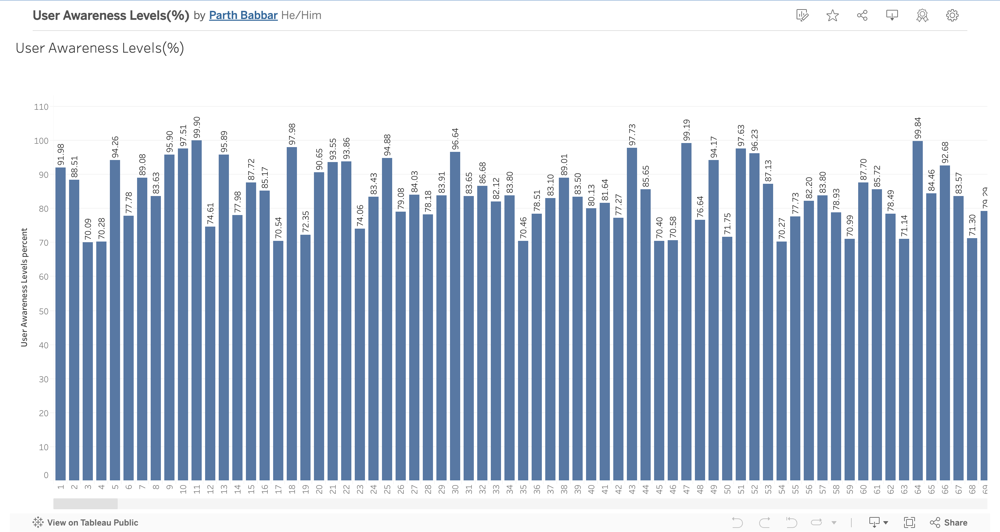 User Awareness Levels(%) by Parth Babbar He/Him
User Awareness Levels(%)
User Awareness Levels percent
110
100
90
80
70
60
50
40
30
20
10
0
91.98 88.51 70.09 70.28 94.26 77.78 89.08 83.63 95.90 97.51 99.90 74.61 95.89 77.98 87.72 85.17 70.54 97.98 72.35 90.65 93.55 93.86 74.06 83.43 94.88 79.08 84.03 78.18 83.91 96.64 83.65 86.68 82.12 83.80 70.46 78.51 83.10 89.01 83.50 80.13 81.64 77.27 97.73 85.65 70.40 70.58 99.19 76.64 94.17 71.75 97.63 96.23 87.13 70.27 77.73 82.20 83.80 78.93 70.99 87.70 85.72 78.49 71.14 99.84 84.46 92.68 83.57 71.30 79.29
1 2 3 4 5 6 7 8 9 10 11 12 13 14 15 16 17 18 19 20 21 22 23 24 25 26 27 28 29 30 31 32 33 34 35 36 37 38 39 40 41 42 43 44 45 46 47 48 49 50 51 52 53 54 55 56 57 58 59 60 61 62 63 64 65 66 67 68 69
View on Tableau Public
Share